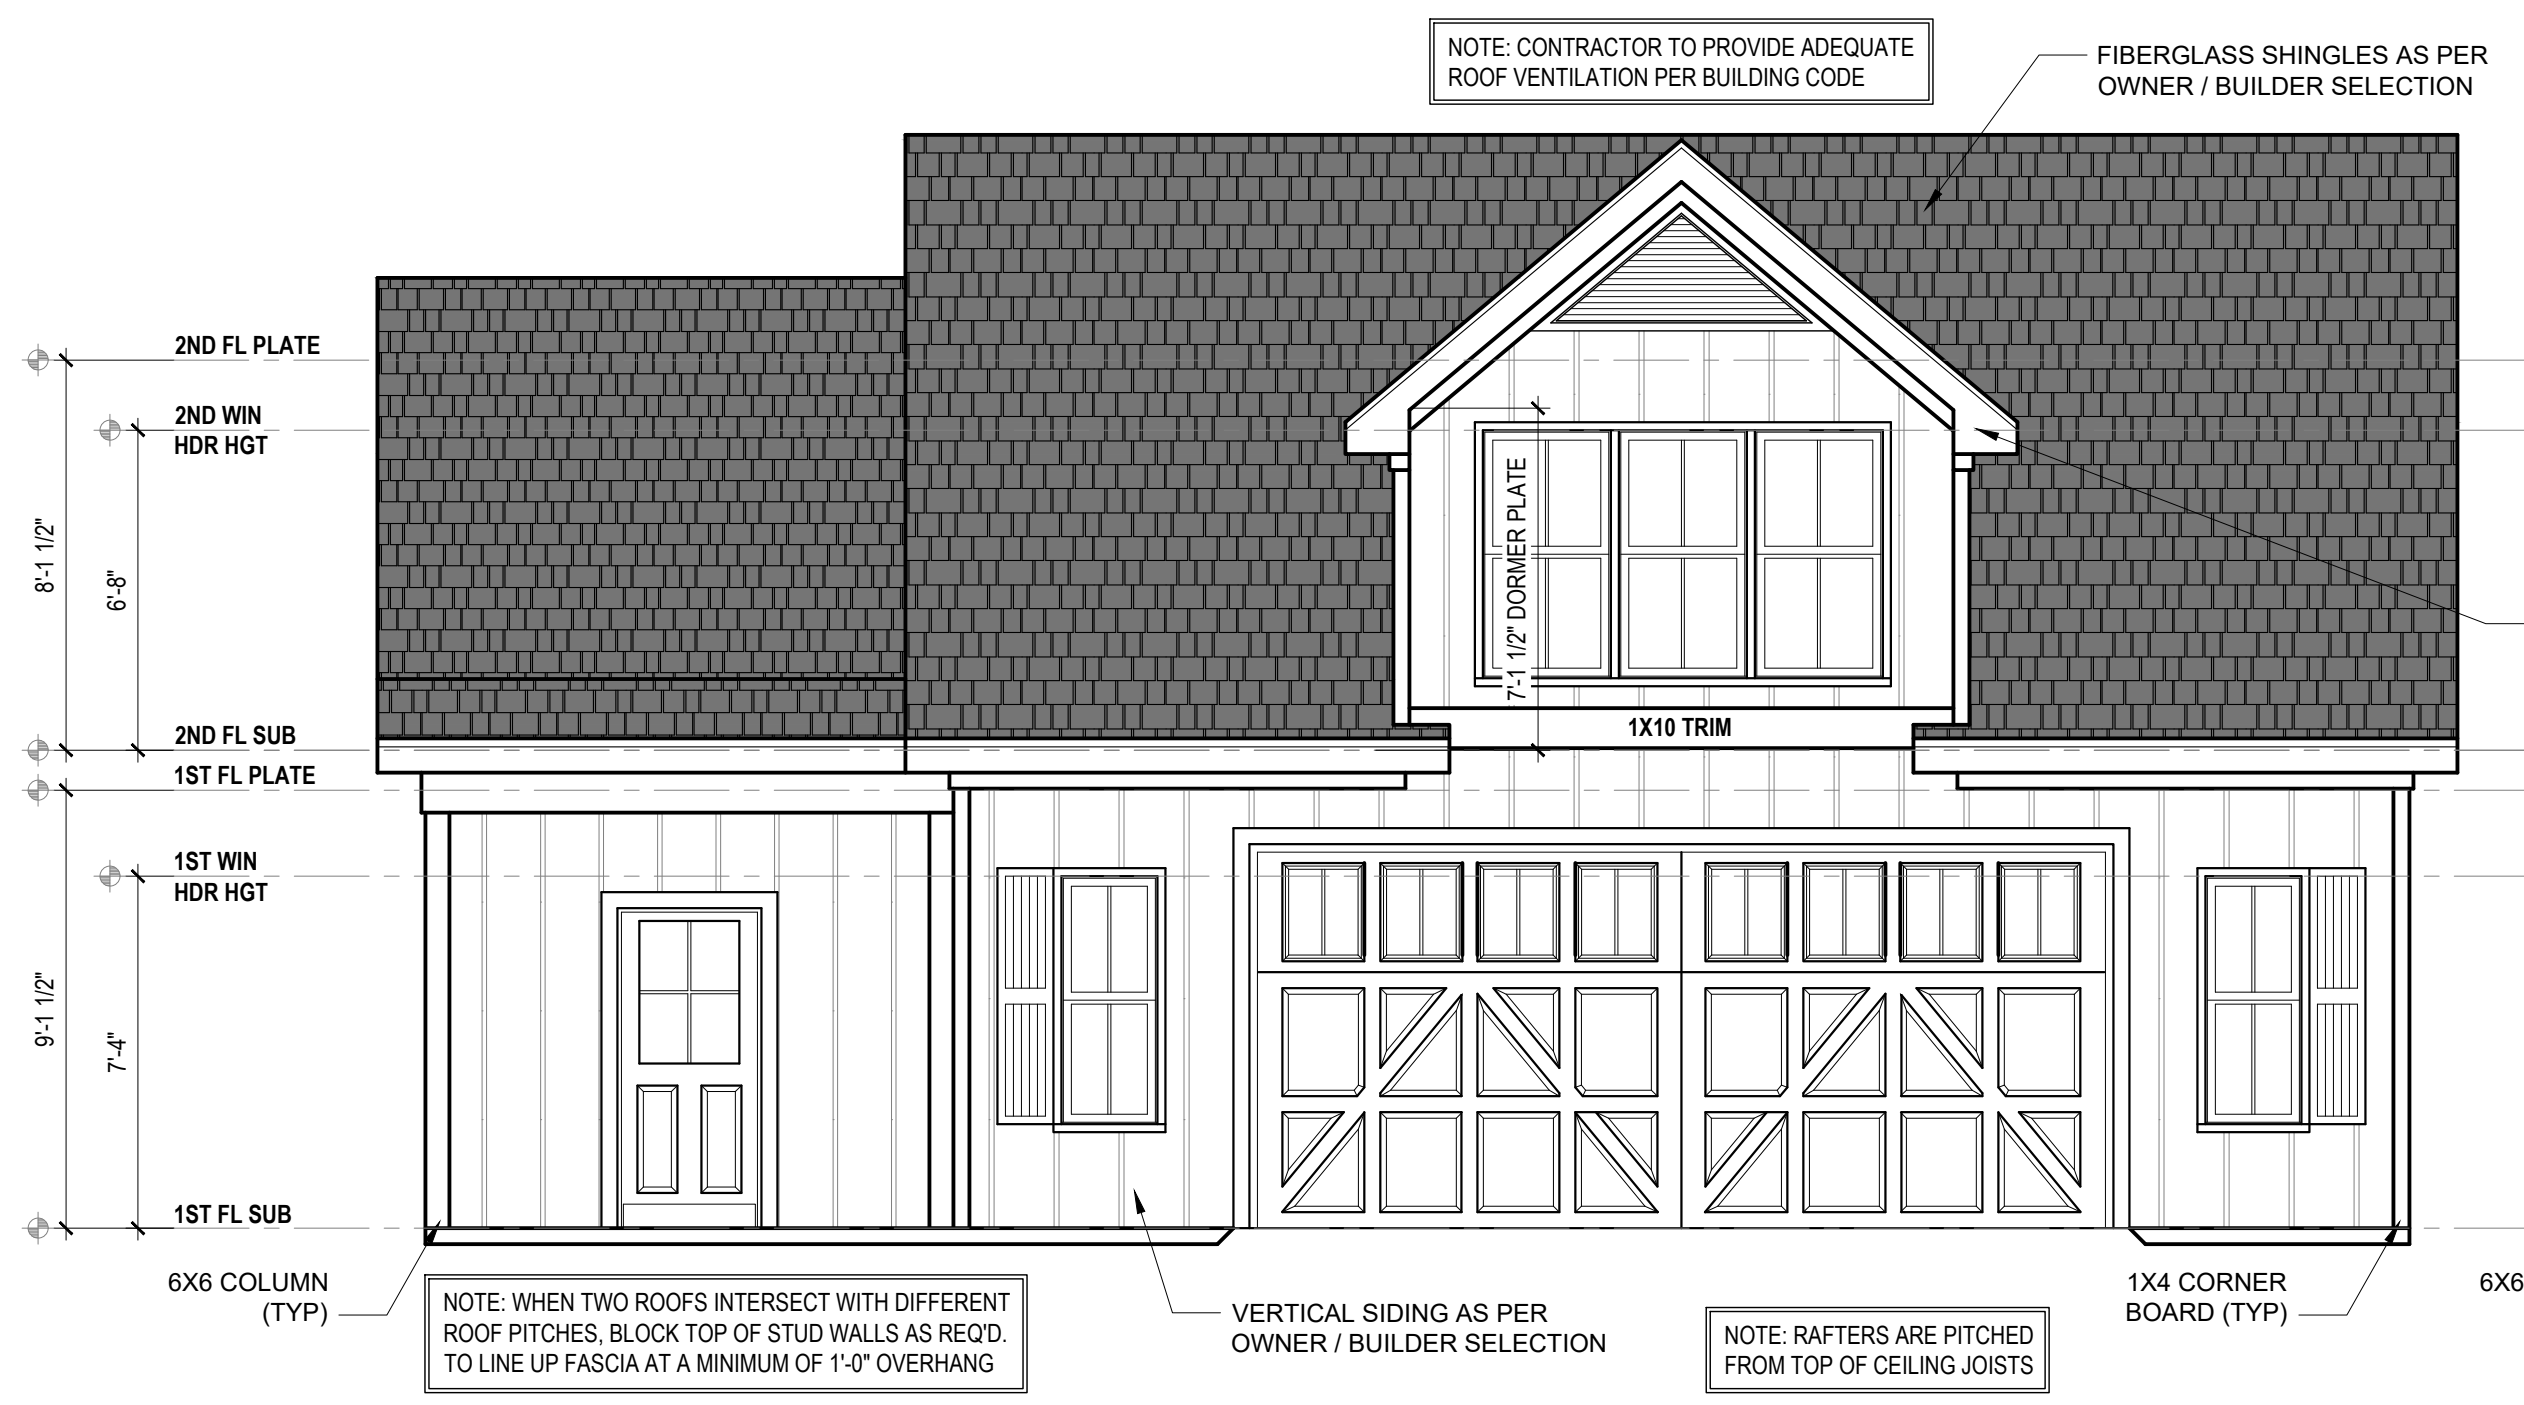 NOTE: CONTRACTOR TO PROVIDE ADEQUATE
ROOF VENTILATION PER BUILDING CODE
FIBERGLASS SHINGLES AS PER
OWNER / BUILDER SELECTION
2ND FL PLATE
2ND WIN
HDR HGT
8'-1 1/2"
6'-8"
7'-1 1/2" DORMER PLATE
1X10 TRIM
2ND FL SUB
1ST FL PLATE
1ST WIN
HDR HGT
9'-1 1/2"
7'-4"
1ST FL SUB
6X6 COLUMN
(TYP)
NOTE: WHEN TWO ROOFS INTERSECT WITH DIFFERENT
ROOF PITCHES, BLOCK TOP OF STUD WALLS AS REQ'D.
TO LINE UP FASCIA AT A MINIMUM OF 1'-0" OVERHANG
VERTICAL SIDING AS PER
OWNER / BUILDER SELECTION
NOTE: RAFTERS ARE PITCHED
FROM TOP OF CEILING JOISTS
1X4 CORNER
BOARD (TYP)
6X6